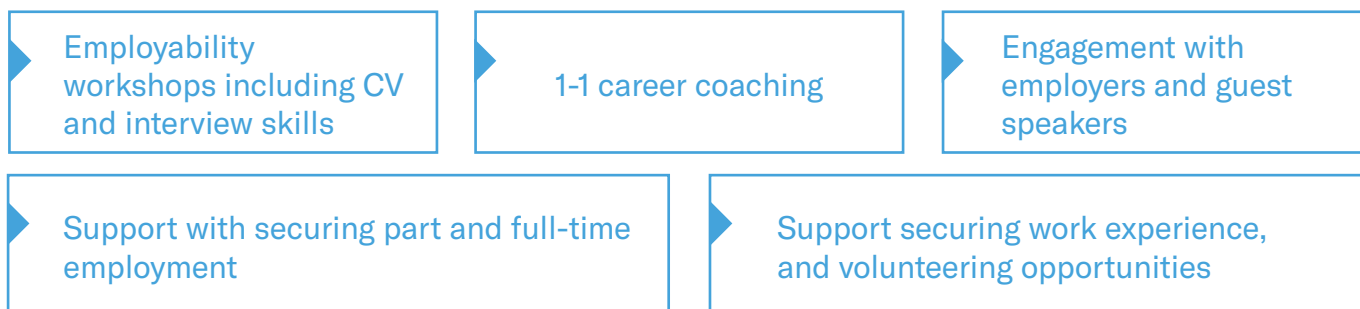 Employability
workshops including CV
and interview skills
1-1 career coaching
Engagement with
employers and guest
speakers
Support with securing part and full-time
employment
Support securing work experience,
and volunteering opportunities